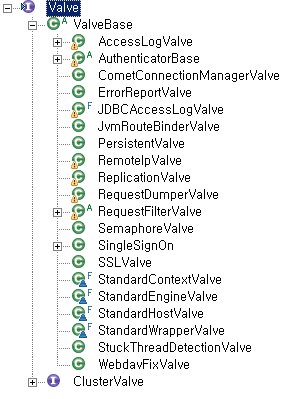 Valve
ValveBase
AccessLogValve
AuthenticatorBase
CometConnectionManagerValve
ErrorReportValve
JDBCAccessLogValve
JvmRouteBinderValve
PersistentValve
RemoteIpValve
ReplicationValve
RequestDumperValve
RequestFilterValve
SemaphoreValve
SingleSignOn
SSLValve
StandardContextValve
StandardEngineValve
StandardHostValve
StandardWrapperValve
StuckThreadDetectionValve
WebdavFixValve
ClusterValve